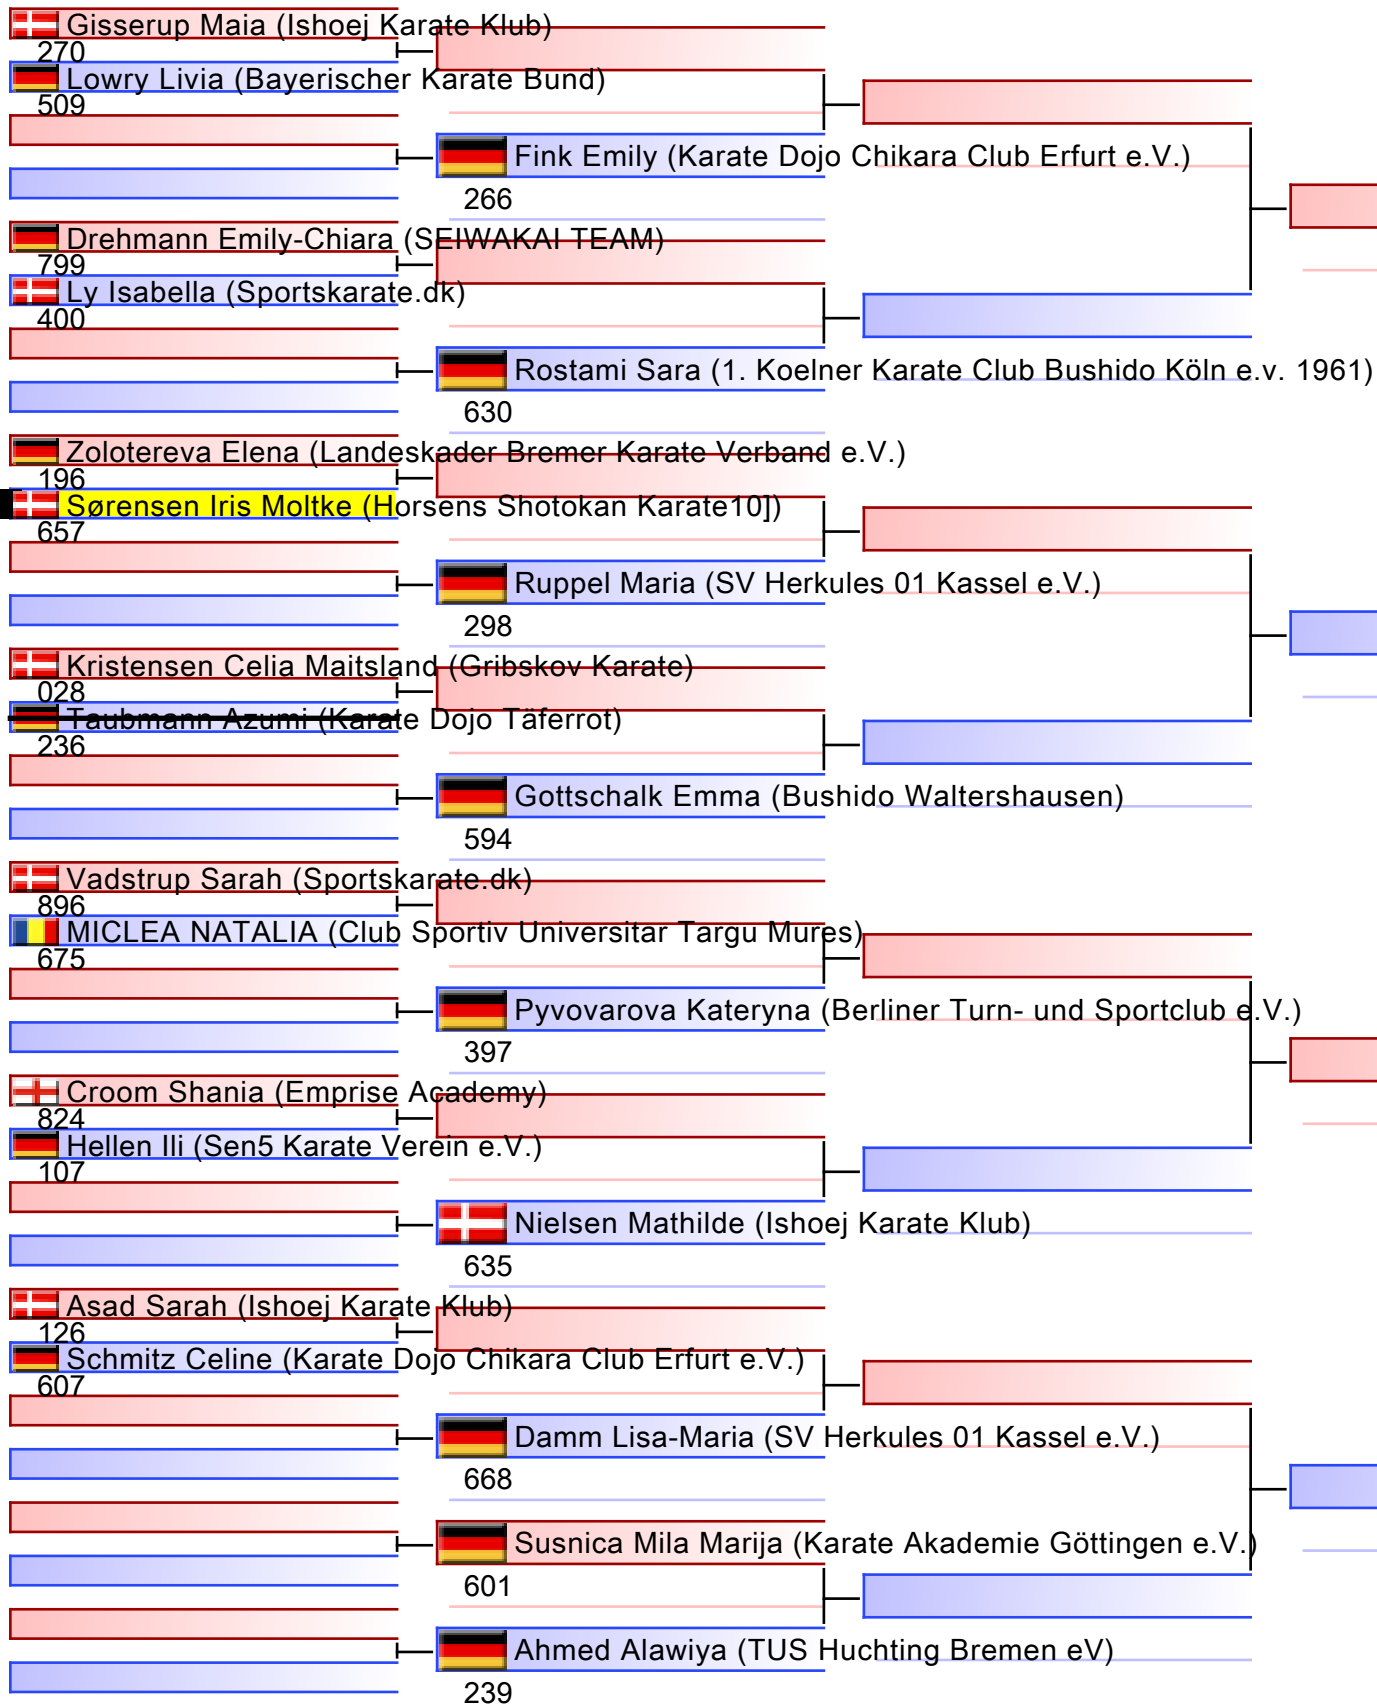 Gisserup Maia (Ishoej Karate Klub)
270
Lowry Livia (Bayerischer Karate Bund)
509
Fink Emily (Karate Dojo Chikara Club Erfurt e.V.)
266
Drehmann Emily-Chiara (SEIWAKAI TEAM)
799
Ly Isabella (Sportskarate.dk)
400
Rostami Sara (1. Koelner Karate Club Bushido Köln e.v. 1961)
630
Zolotereva Elena (Landeskader Bremer Karate Verband e.V.)
196
Sørensen Iris Moltke (Horsens Shotokan Karate10])
657
Ruppel Maria (SV Herkules 01 Kassel e.V.)
298
Kristensen Celia Maitsland (Gribskov Karate)
028
Taubmann Azumi (Karate Dojo Täferrot)
236
Gottschalk Emma (Bushido Waltershausen)
594
Vadstrup Sarah (Sportskarate.dk)
896
MICLEA NATALIA (Club Sportiv Universitar Targu Mures)
675
Pyvovarova Kateryna (Berliner Turn- und Sportclub e.V.)
397
Croom Shania (Emprise Academy)
824
Hellen Ili (Sen5 Karate Verein e.V.)
107
Nielsen Mathilde (Ishoej Karate Klub)
635
Asad Sarah (Ishoej Karate Klub)
126
Schmitz Celine (Karate Dojo Chikara Club Erfurt e.V.)
607
Damm Lisa-Maria (SV Herkules 01 Kassel e.V.)
668
Susnica Mila Marija (Karate Akademie Göttingen e.V.)
601
Ahmed Alawiya (TUS Huchting Bremen eV)
239